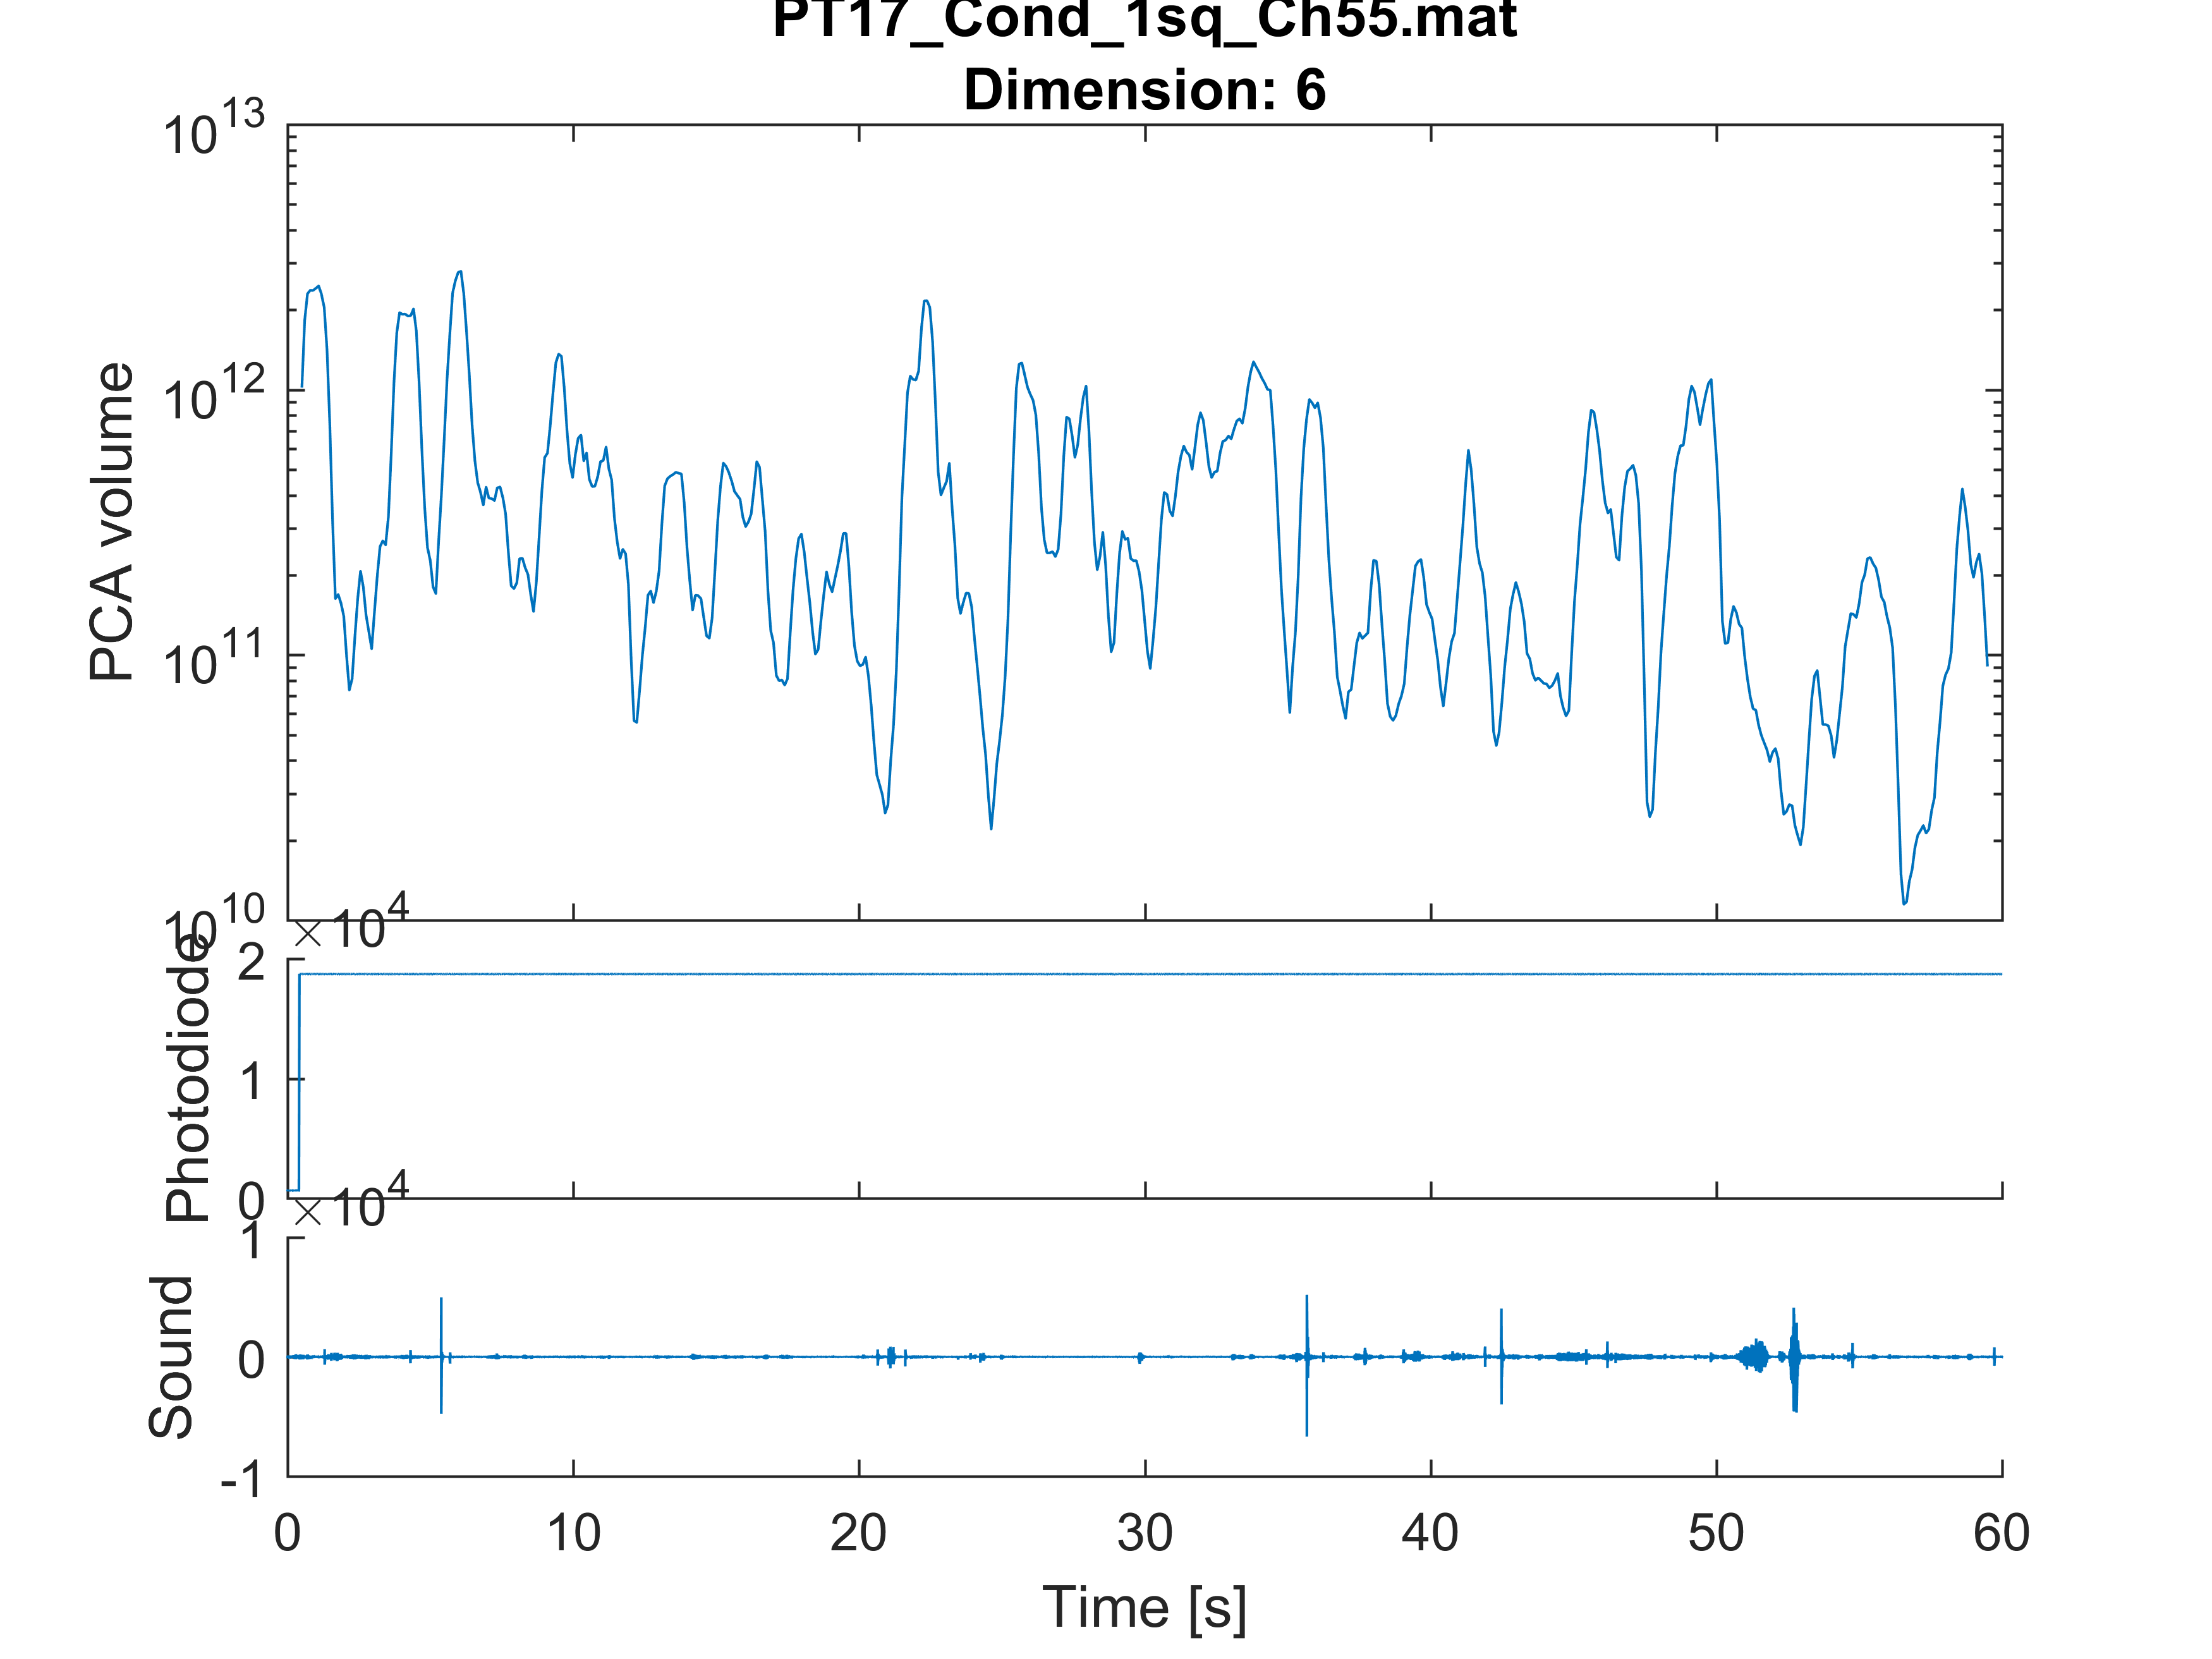 PT17_Cond_1sq_Ch55.mat
Dimension: 6
10^13
10^12
10^11
10^10
PCA volume
×10^4
2
1
0
Photodiode
×10^4
1
0
-1
Sound
0 10 20 30 40 50 60
Time [s]